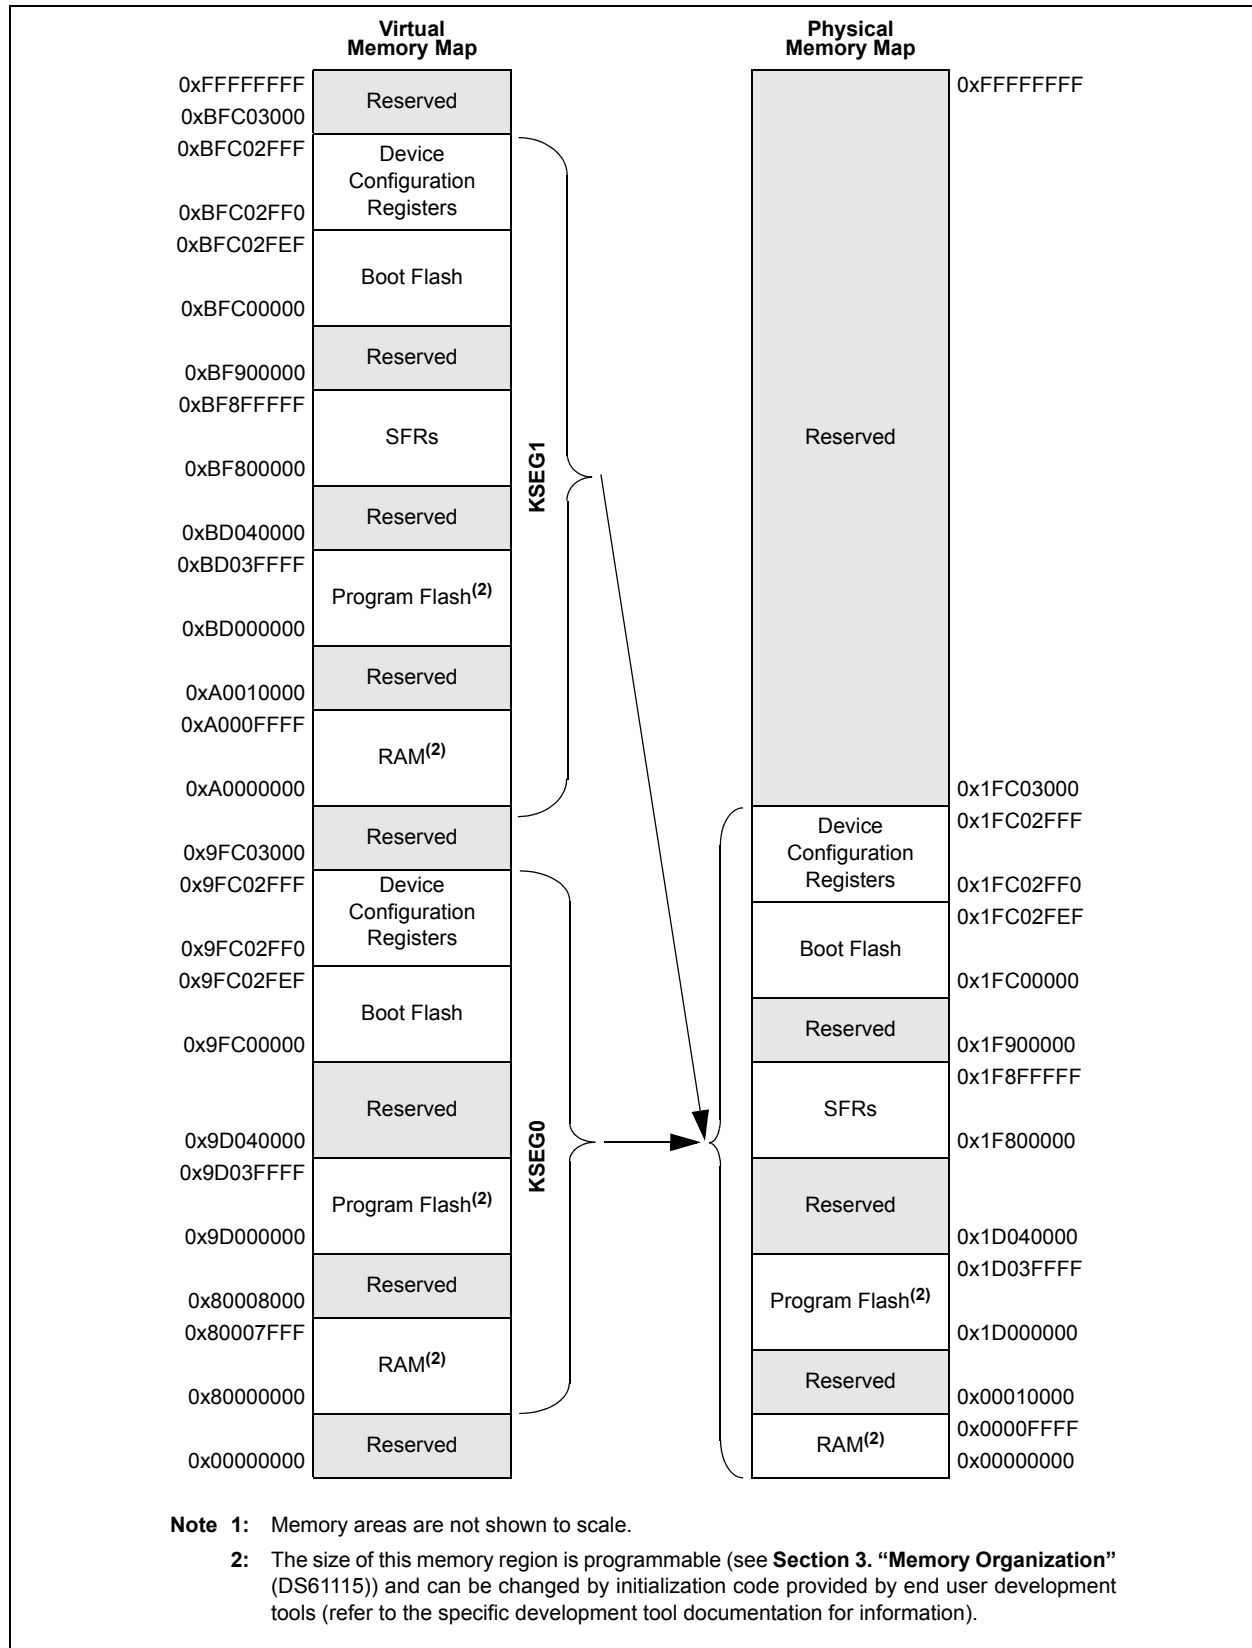 Virtual
Memory Map
0xFFFFFFFF
Reserved
0xBFC03000
0xBFC02FFF
Device
Configuration
Registers
0xBFC02FF0
0xBFC02FEF
Boot Flash
0xBFC00000
Reserved
0xBF900000
0xBF8FFFFF
SFRs
0xBF800000
Reserved
0xBD040000
0xBD03FFFF
Program Flash(2)
0xBD000000
Reserved
0xA0010000
0xA000FFFF
RAM(2)
0xA0000000
Reserved
0x9FC03000
0x9FC02FFF
Device
Configuration
Registers
0x9FC02FF0
0x9FC02FEF
Boot Flash
0x9FC00000
Reserved
0x9D040000
0x9D03FFFF
Program Flash(2)
0x9D000000
Reserved
0x80008000
0x80007FFF
RAM(2)
0x80000000
Reserved
0x00000000
KSEG1
KSEG0
Physical
Memory Map
0xFFFFFFFF
Reserved
0x1FC03000
0x1FC02FFF
Device
Configuration
Registers
0x1FC02FF0
0x1FC02FEF
Boot Flash
0x1FC00000
Reserved
0x1F900000
0x1F8FFFFF
SFRs
0x1F800000
Reserved
0x1D040000
0x1D03FFFF
Program Flash(2)
0x1D000000
Reserved
0x00010000
0x0000FFFF
RAM(2)
0x00000000
Note 1: Memory areas are not shown to scale.
2: The size of this memory region is programmable (see Section 3. “Memory Organization”
(DS61115)) and can be changed by initialization code provided by end user development
tools (refer to the specific development tool documentation for information).